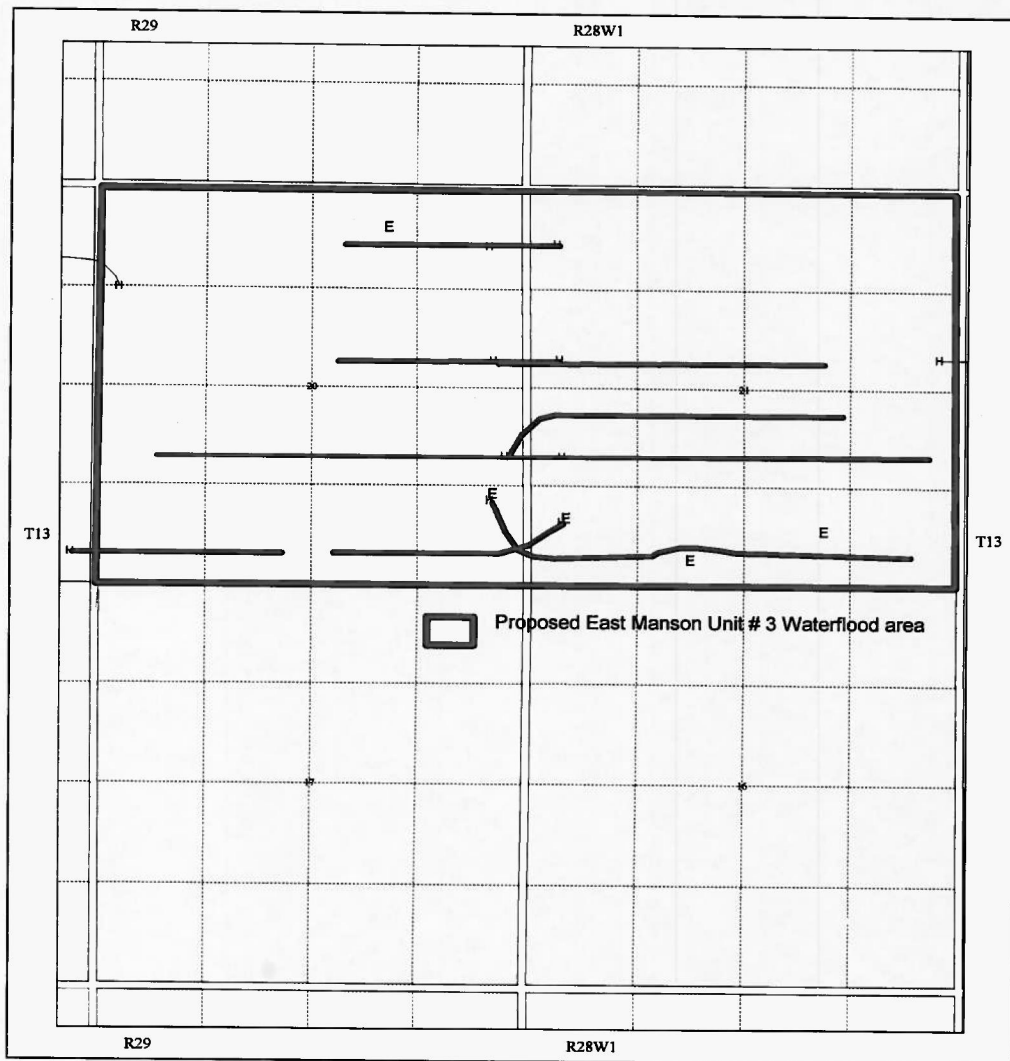 R29 R28W1
E
H H
H
H H H
20 21
H H
E
H E
T13 H E E T13
Proposed East Manson Unit # 3 Waterflood area
17 16
R29 R28W1